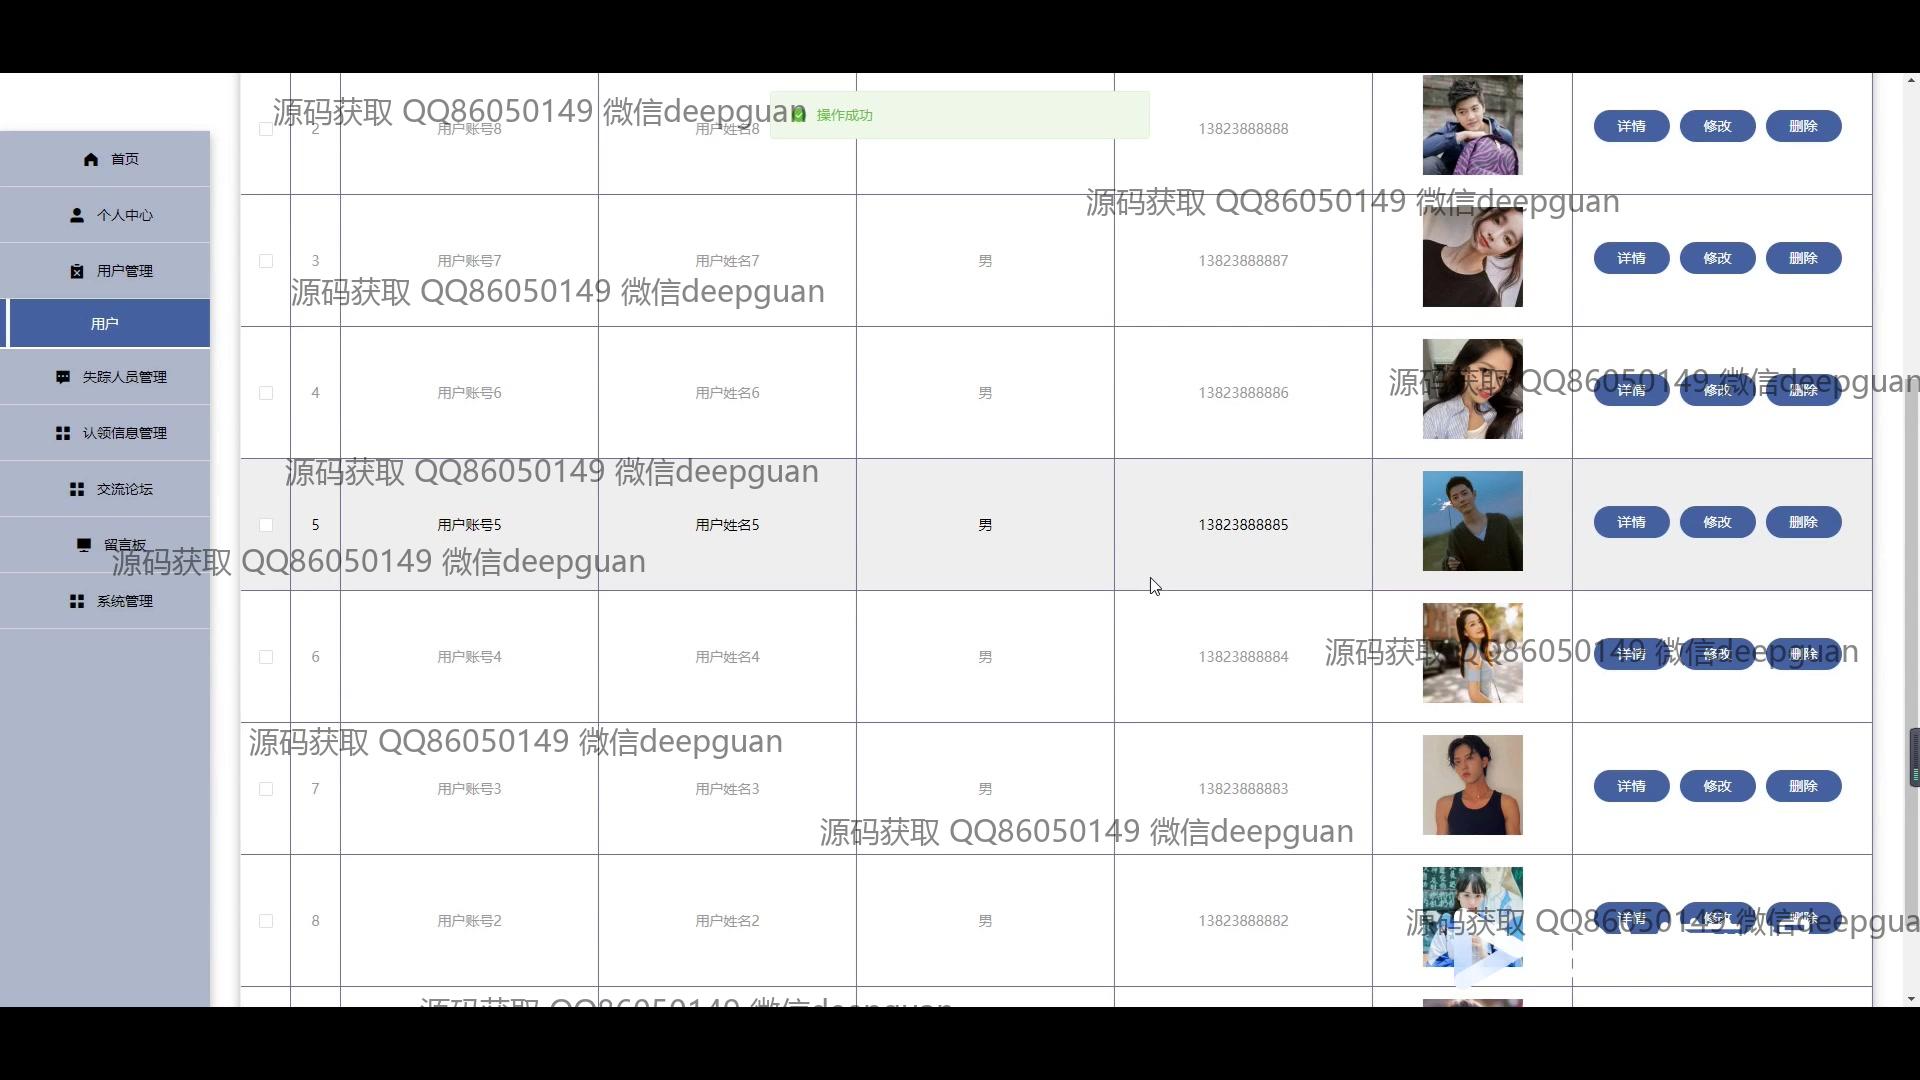 源码获取 QQ86050149 微信deepguan
操作成功
2 用户账号8 用户姓名8 13823888888 详情 修改 删除
首页
源码获取 QQ86050149 微信deepguan
个人中心
3 用户账号7 用户姓名7 男 13823888887 详情 修改 删除
用户管理
源码获取 QQ86050149 微信deepguan
用户
失踪人员管理
源码获取 QQ86050149 微信deepguan
4 用户账号6 用户姓名6 男 13823888886 详情 修改 删除
认领信息管理
源码获取 QQ86050149 微信deepguan
交流论坛
5 用户账号5 用户姓名5 男 13823888885 详情 修改 删除
留言板
源码获取 QQ86050149 微信deepguan
系统管理
源码获取 QQ86050149 微信deepguan
6 用户账号4 用户姓名4 男 13823888884 详情 修改 删除
源码获取 QQ86050149 微信deepguan
7 用户账号3 用户姓名3 男 13823888883 详情 修改 删除
源码获取 QQ86050149 微信deepguan
8 用户账号2 用户姓名2 男 13823888882 详情 修改 删除
源码获取 QQ86050149 微信deepgua
源码获取 QQ86050149 微信deepguan